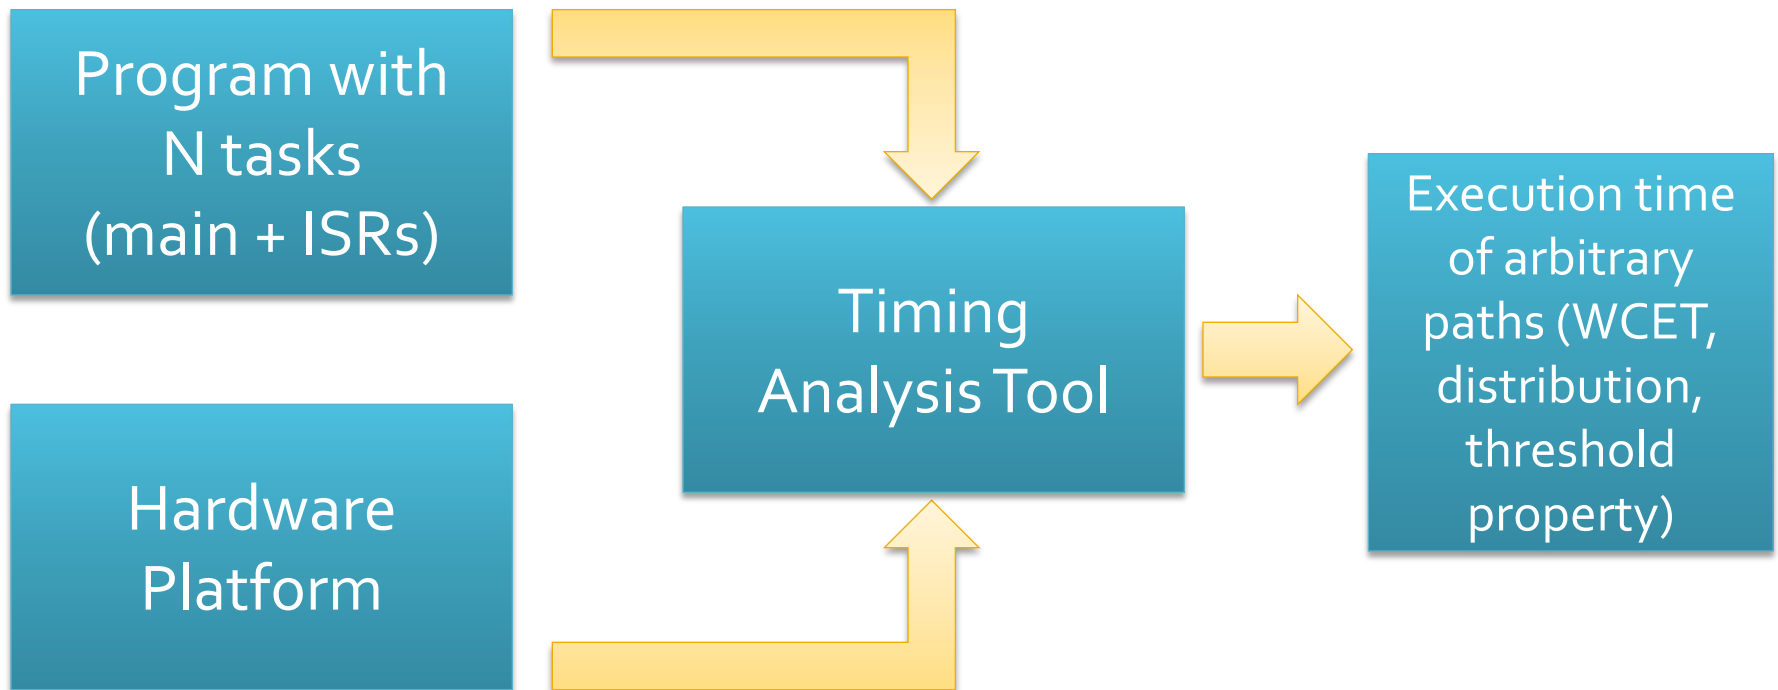 Program with
N tasks
(main + ISRs)
Hardware
Platform
Timing
Analysis Tool
Execution time
of arbitrary
paths (WCET,
distribution,
threshold
property)